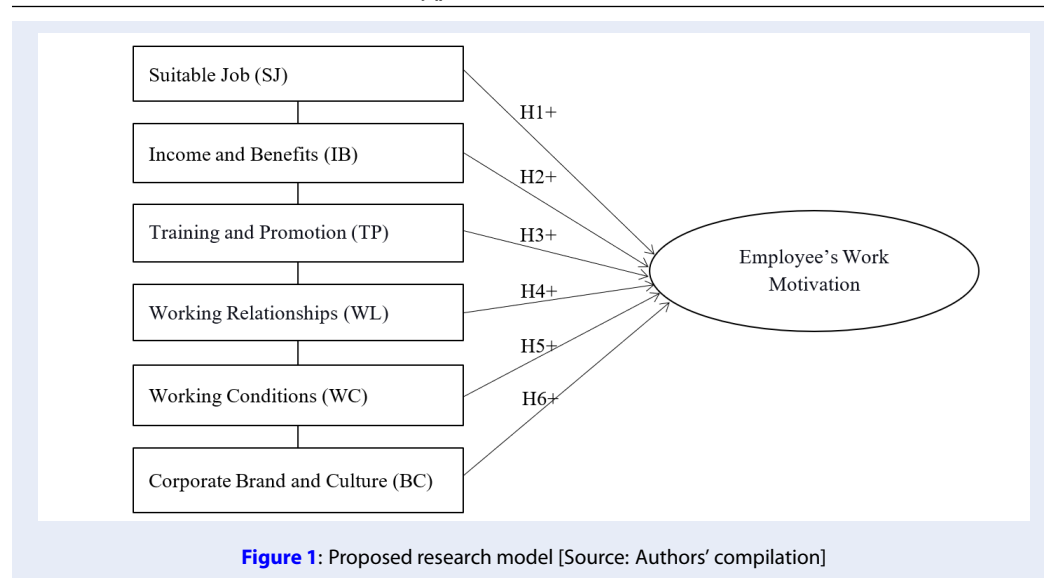 Suitable Job (SJ)
H1+
Income and Benefits (IB)
H2+
Training and Promotion (TP)
H3+
Employee's Work
Motivation
Working Relationships (WL)
H4+
Working Conditions (WC)
H5+
Corporate Brand and Culture (BC)
H6+
Figure 1: Proposed research model [Source: Authors' compilation]